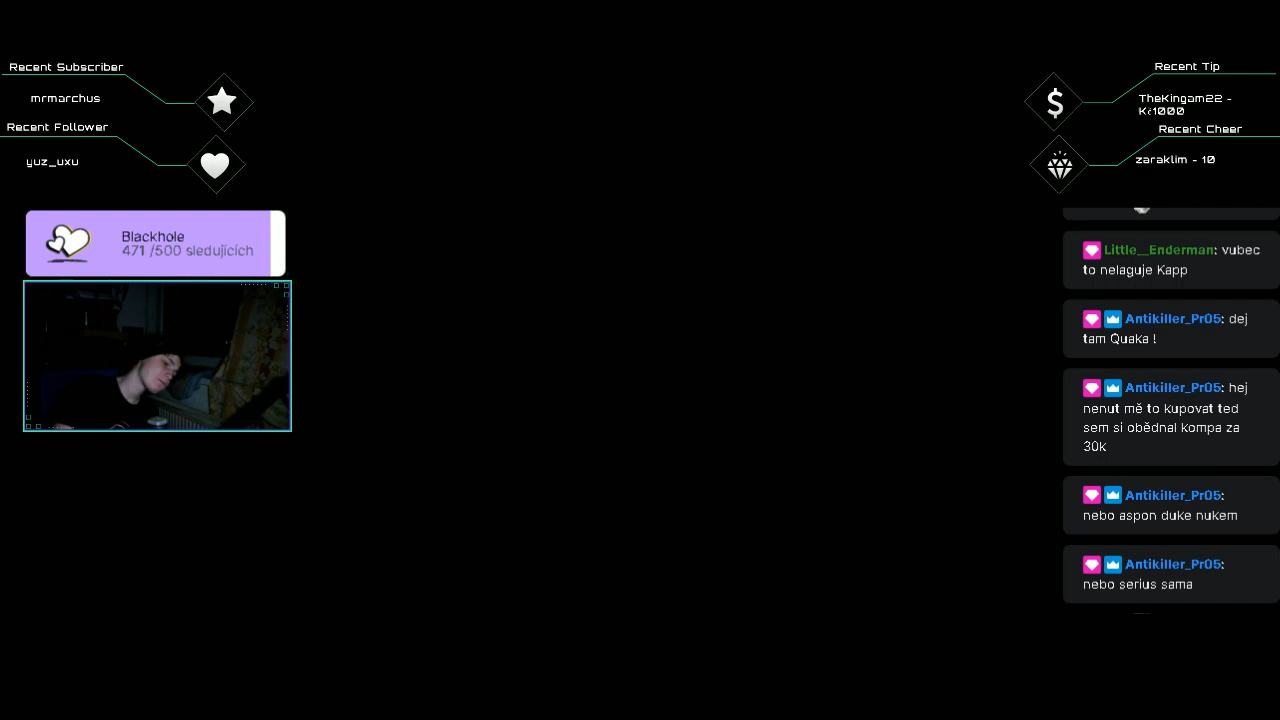 Recent Subscriber
mrmarchus
Recent Follower
yuz_uxu
Recent Tip
TheKingam22 -
Kč1000
Recent Cheer
zaraklim - 10
Blackhole
471 /500 sledujících
Little__Enderman: vubec
to nelaguje Kapp
Antikiller_Pr05: dej
tam Quaka !
Antikiller_Pr05: hej
nenut mě to kupovat ted
sem si obědnal kompa za
30k
Antikiller_Pr05:
nebo aspon duke nukem
Antikiller_Pr05:
nebo serius sama